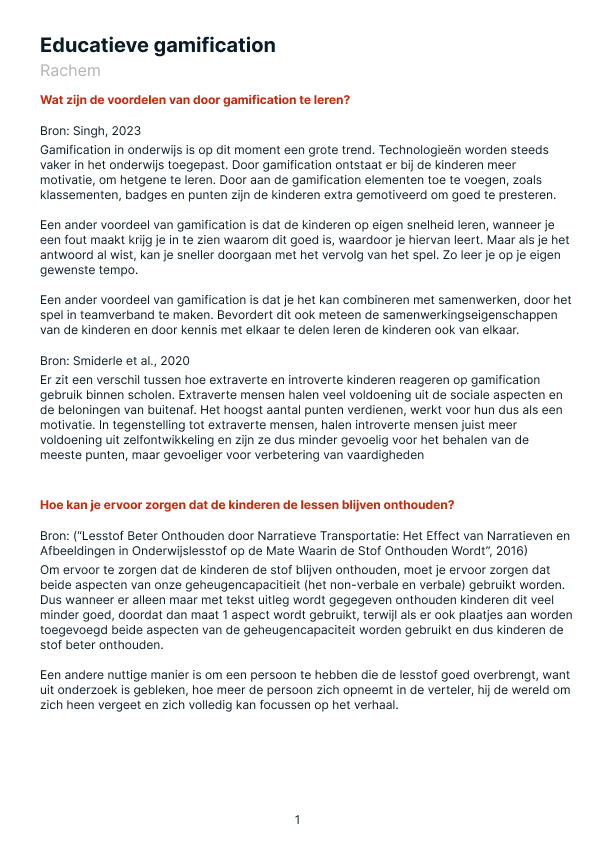 Educatieve gamification
Rachem
Wat zijn de voordelen van door gamification te leren?
Bron: Singh, 2023
Gamification in onderwijs is op dit moment een grote trend. Technologieën worden steeds
vaker in het onderwijs toegepast. Door gamification ontstaat er bij de kinderen meer
motivatie, om hetgene te leren. Door aan de gamification elementen toe te voegen, zoals
klassementen, badges en punten zijn de kinderen extra gemotiveerd om goed te presteren.
Een ander voordeel van gamification is dat de kinderen op eigen snelheid leren, wanneer je
een fout maakt krijg je in te zien waarom dit goed is, waardoor je hiervan leert. Maar als je het
antwoord al wist, kan je sneller doorgaan met het vervolg van het spel. Zo leer je op je eigen
gewenste tempo.
Een ander voordeel van gamification is dat je het kan combineren met samenwerken, door het
spel in teamverband te maken. Bevordert dit ook meteen de samenwerkingseigenschappen
van de kinderen en door kennis met elkaar te delen leren de kinderen ook van elkaar.
Bron: Smiderle et al., 2020
Er zit een verschil tussen hoe extraverte en introverte kinderen reageren op gamification
gebruik binnen scholen. Extraverte mensen halen veel voldoening uit de sociale aspecten en
de beloningen van buitenaf. Het hoogst aantal punten verdienen, werkt voor hun dus als een
motivatie. In tegenstelling tot extraverte mensen, halen introverte mensen juist meer
voldoening uit zelfontwikkeling en zijn ze dus minder gevoelig voor het behalen van de
meeste punten, maar gevoeliger voor verbetering van vaardigheden
Hoe kan je ervoor zorgen dat de kinderen de lessen blijven onthouden?
Bron: (“Lesstof Beter Onthouden door Narratieve Transportatie: Het Effect van Narratieven en
Afbeeldingen in Onderwijslesstof op de Mate Waarin de Stof Onthouden Wordt”, 2016)
Om ervoor te zorgen dat de kinderen de stof blijven onthouden, moet je ervoor zorgen dat
beide aspecten van onze geheugencapacitieit (het non-verbale en verbale) gebruikt worden.
Dus wanneer er alleen maar met tekst uitleg wordt gegegeven onthouden kinderen dit veel
minder goed, doordat dan maat 1 aspect wordt gebruikt, terwijl als er ook plaatjes aan worden
toegevoegd beide aspecten van de geheugencapaciteit worden gebruikt en dus kinderen de
stof beter onthouden.
Een andere nuttige manier is om een persoon te hebben die de lesstof goed overbrengt, want
uit onderzoek is gebleken, hoe meer de persoon zich opneemt in de verteler, hij de wereld om
zich heen vergeet en zich volledig kan focussen op het verhaal.
1